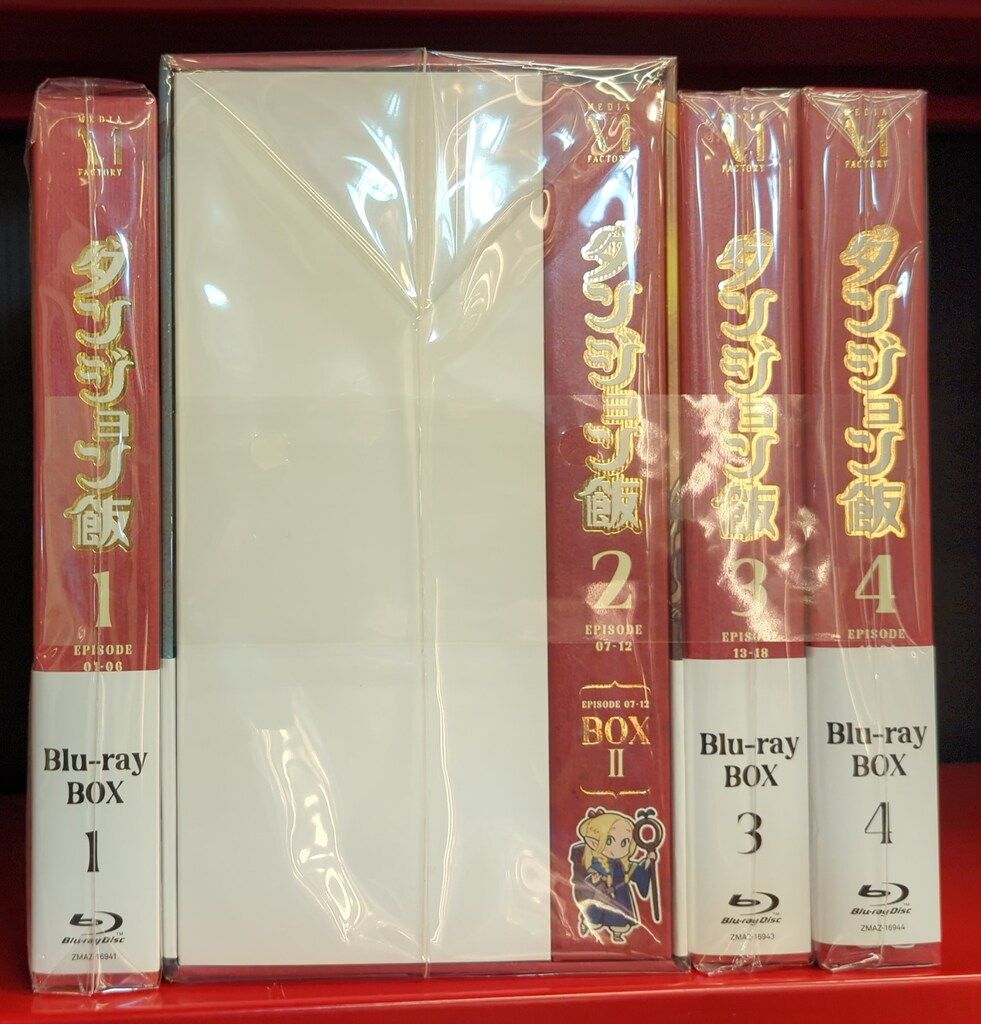 MEDIA
FACTORY
ダンジョン飯
1
EPISODE
01-06
Blu-ray
BOX
1
Blu-ray Disc
ZMAZ-16941
MEDIA
FACTORY
ダンジョン飯
2
EPISODE
07-12
EPISODE 07-12
BOX
II
MEDIA
FACTORY
ダンジョン飯
3
EPISODE
13-18
Blu-ray
BOX
3
Blu-ray Disc
ZMAZ-16943
MEDIA
FACTORY
ダンジョン飯
4
EPISODE
Blu-ray
BOX
4
Blu-ray Disc
ZMAZ-16944